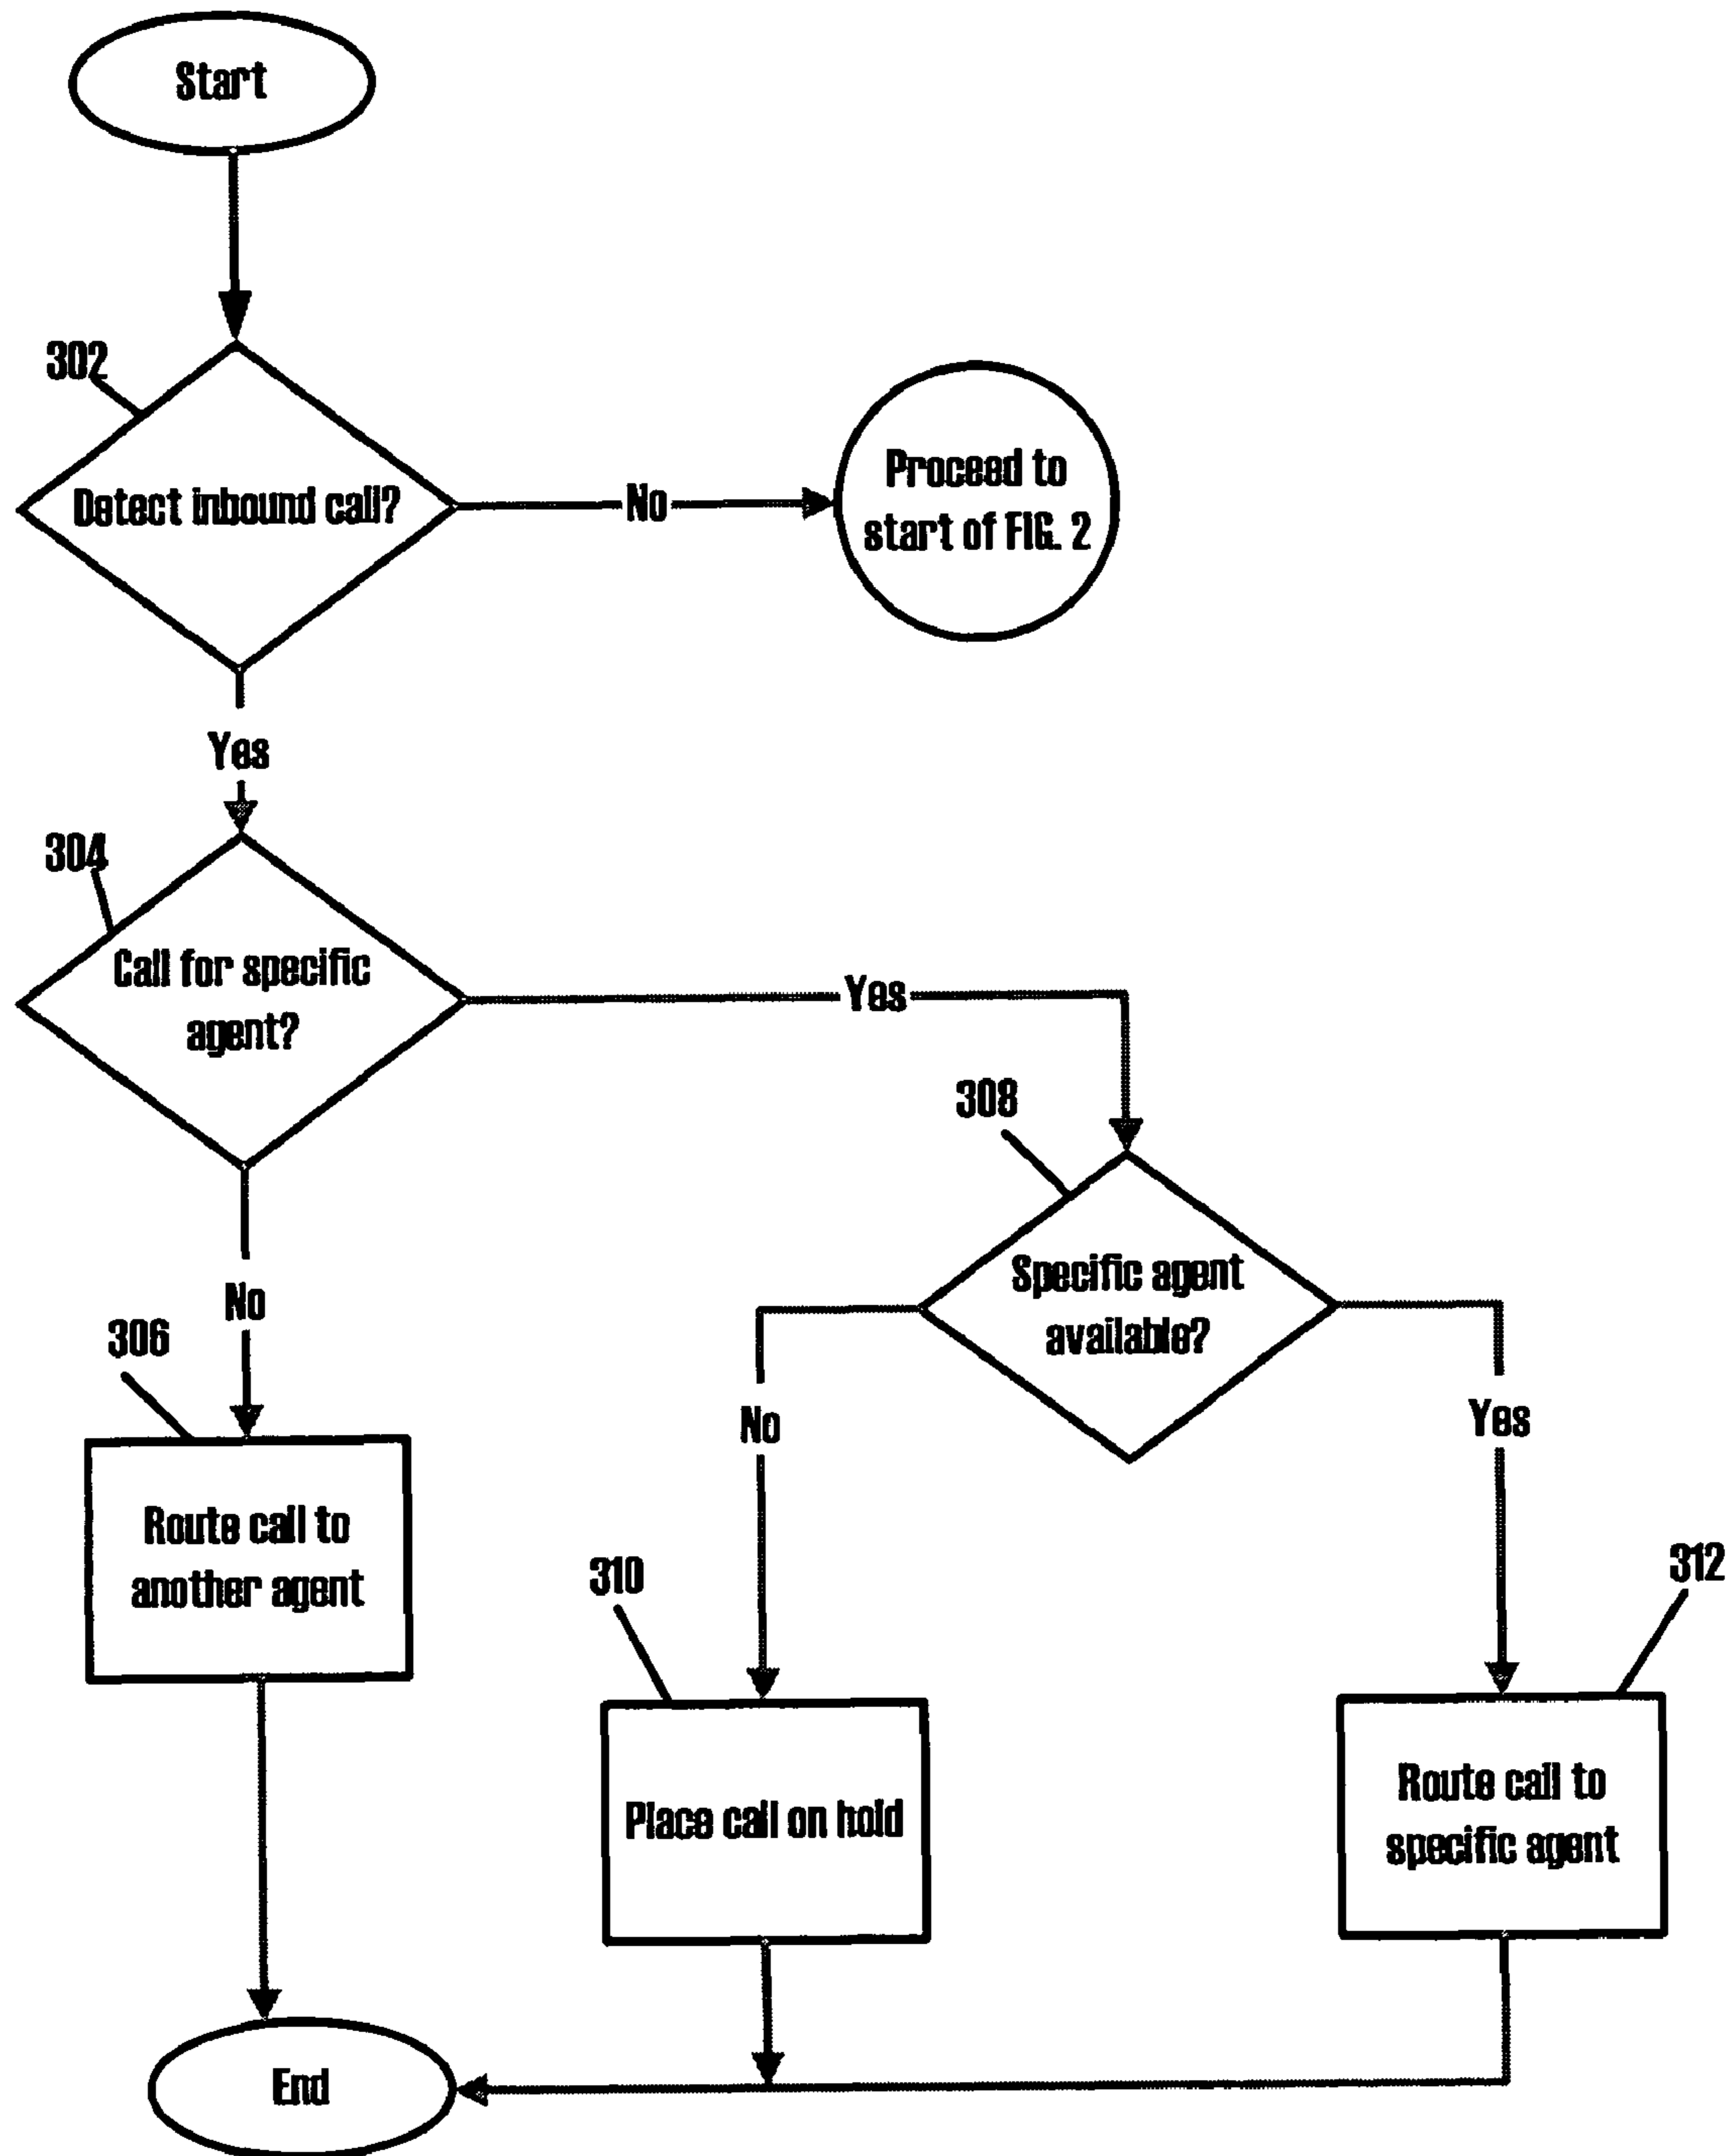 Start
302
Detect inbound call?
No
Proceed to
start of FIG. 2
Yes
304
Call for specific
agent?
Yes
308
Specific agent
available?
No
306
No
Yes
Route call to
another agent
310
312
Place call on hold
Route call to
specific agent
End